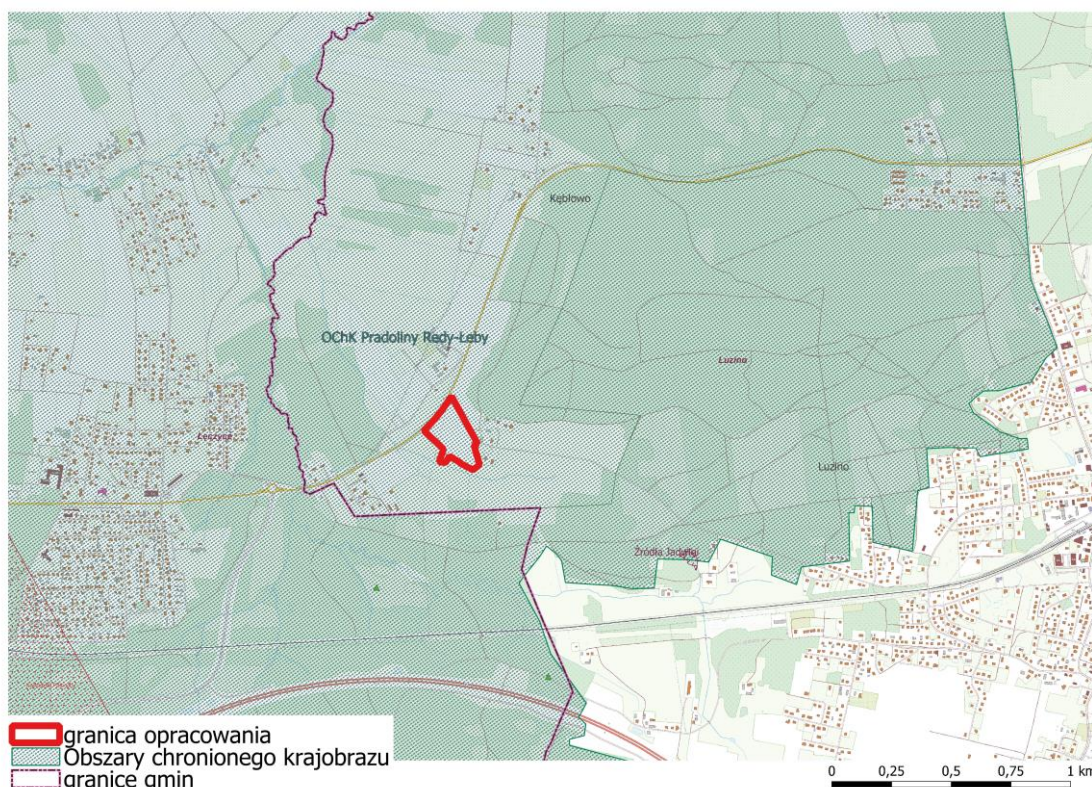 Kębłowo
OChK Pradoliny Redy-Łeby
Luzino
Łęczyce
Luzino
Źródła Jadwigi
granica opracowania
Obszary chronionego krajobrazu
granice gmin
0 0,25 0,5 0,75 1 km